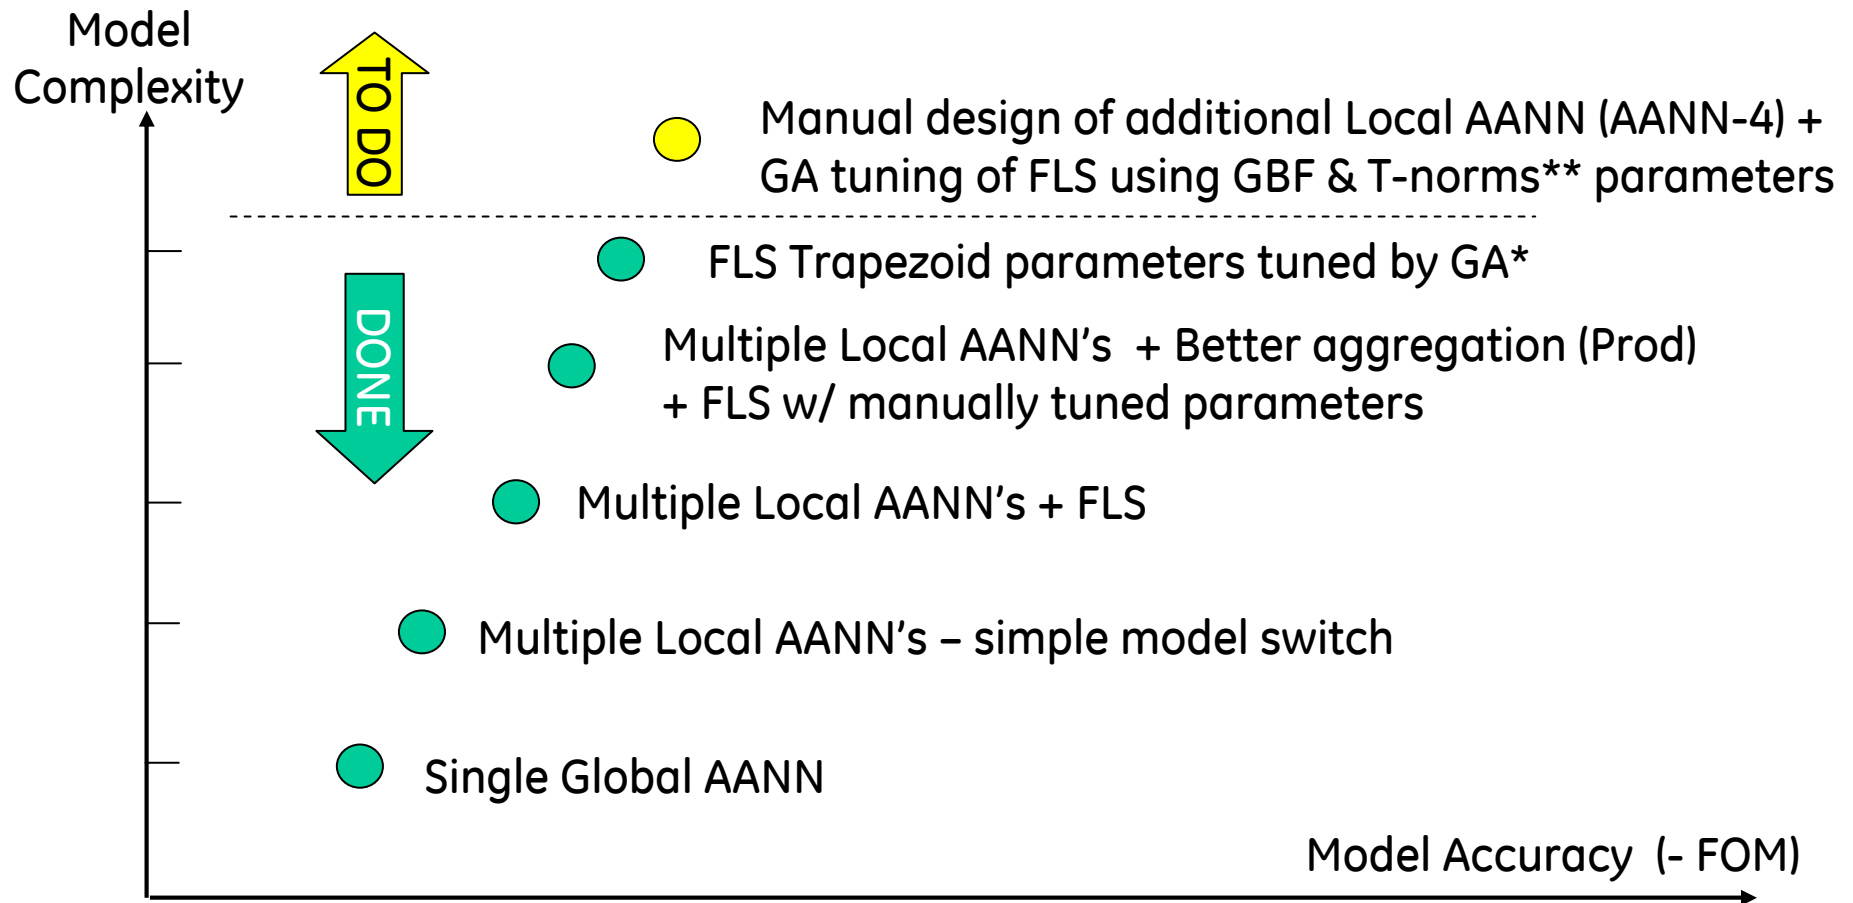 Model
Complexity
TO DO
Manual design of additional Local AANN (AANN-4) +
GA tuning of FLS using GBF & T-norms** parameters
FLS Trapezoid parameters tuned by GA*
DONE
Multiple Local AANN’s + Better aggregation (Prod)
+ FLS w/ manually tuned parameters
Multiple Local AANN’s + FLS
Multiple Local AANN’s – simple model switch
Single Global AANN
Model Accuracy (- FOM)